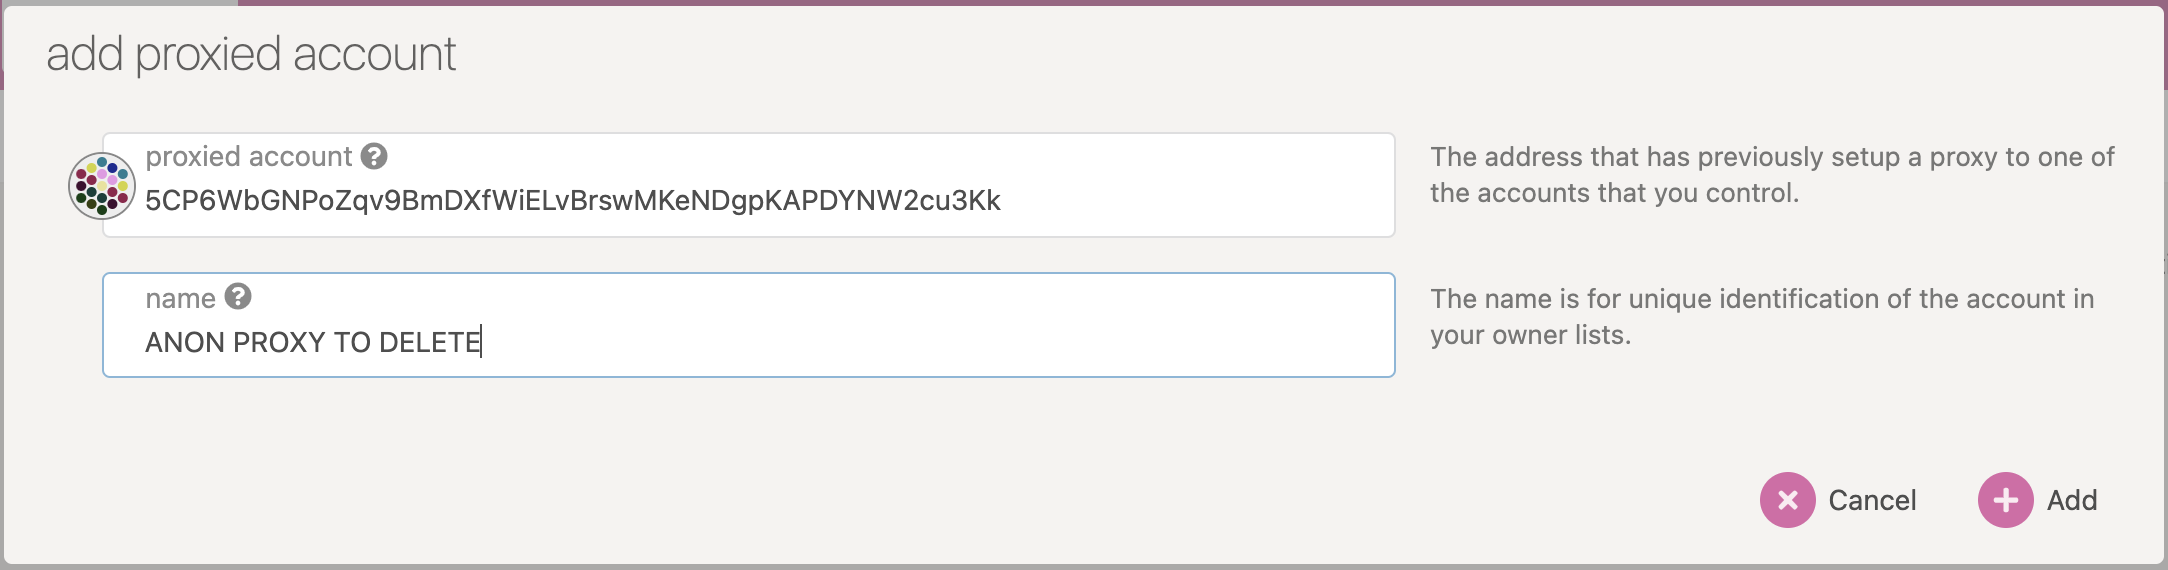 add proxied account
proxied account
5CP6WbGNPoZqv9BmDXfWiELvBrswMKeNDgpKAPDYNW2cu3Kk
The address that has previously setup a proxy to one of
the accounts that you control.
name
ANON PROXY TO DELETE
The name is for unique identification of the account in
your owner lists.
Cancel
Add